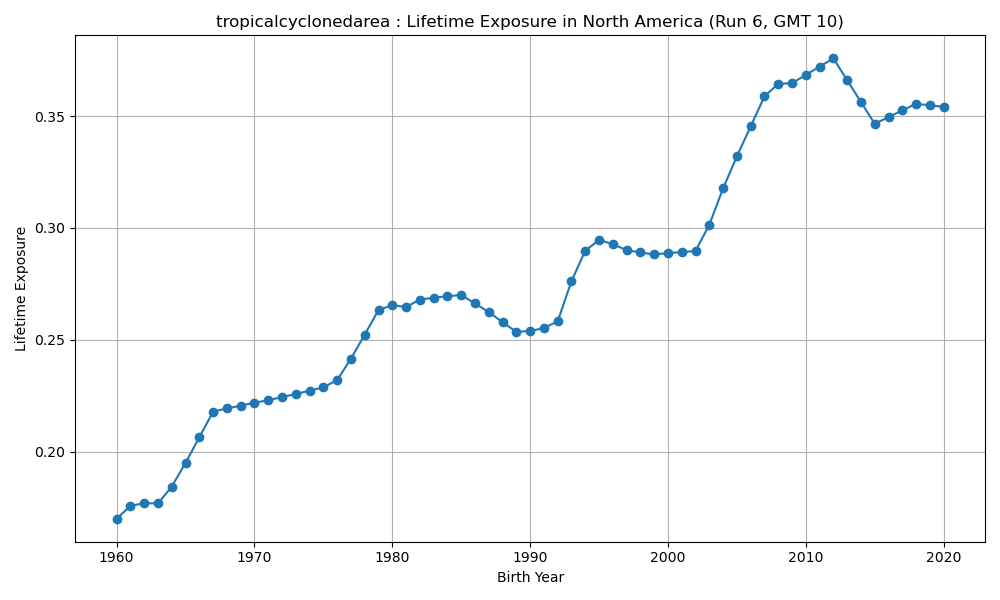 tropicalcyclonedarea : Lifetime Exposure in North America (Run 6, GMT 10)
Lifetime Exposure
0.35
0.30
0.25
0.20
1960 1970 1980 1990 2000 2010 2020
Birth Year